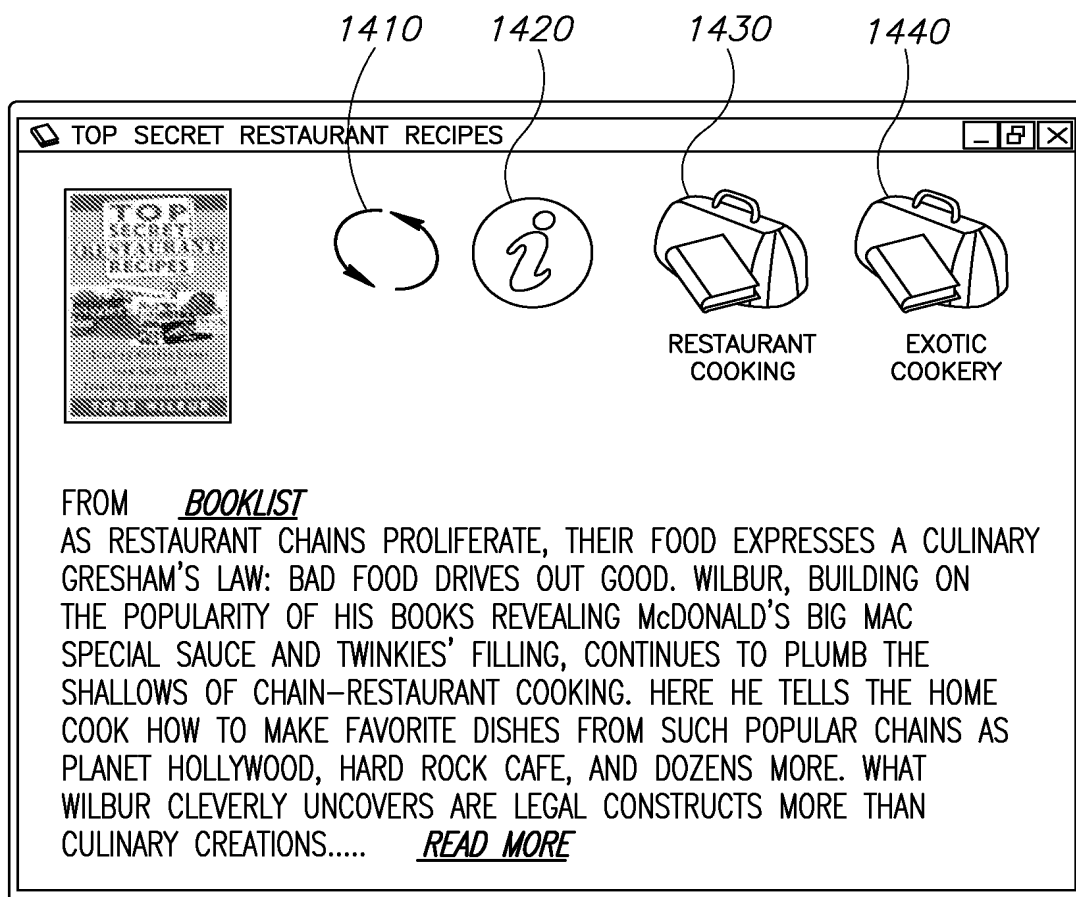 1410 1420 1430 1440
TOP SECRET RESTAURANT RECIPES
TOP
SECRET
RESTAURANT
RECIPES
i
RESTAURANT
COOKING
EXOTIC
COOKERY
FROM BOOKLIST
AS RESTAURANT CHAINS PROLIFERATE, THEIR FOOD EXPRESSES A CULINARY
GRESHAM'S LAW: BAD FOOD DRIVES OUT GOOD. WILBUR, BUILDING ON
THE POPULARITY OF HIS BOOKS REVEALING McDONALD'S BIG MAC
SPECIAL SAUCE AND TWINKIES' FILLING, CONTINUES TO PLUMB THE
SHALLOWS OF CHAIN–RESTAURANT COOKING. HERE HE TELLS THE HOME
COOK HOW TO MAKE FAVORITE DISHES FROM SUCH POPULAR CHAINS AS
PLANET HOLLYWOOD, HARD ROCK CAFE, AND DOZENS MORE. WHAT
WILBUR CLEVERLY UNCOVERS ARE LEGAL CONSTRUCTS MORE THAN
CULINARY CREATIONS..... READ MORE